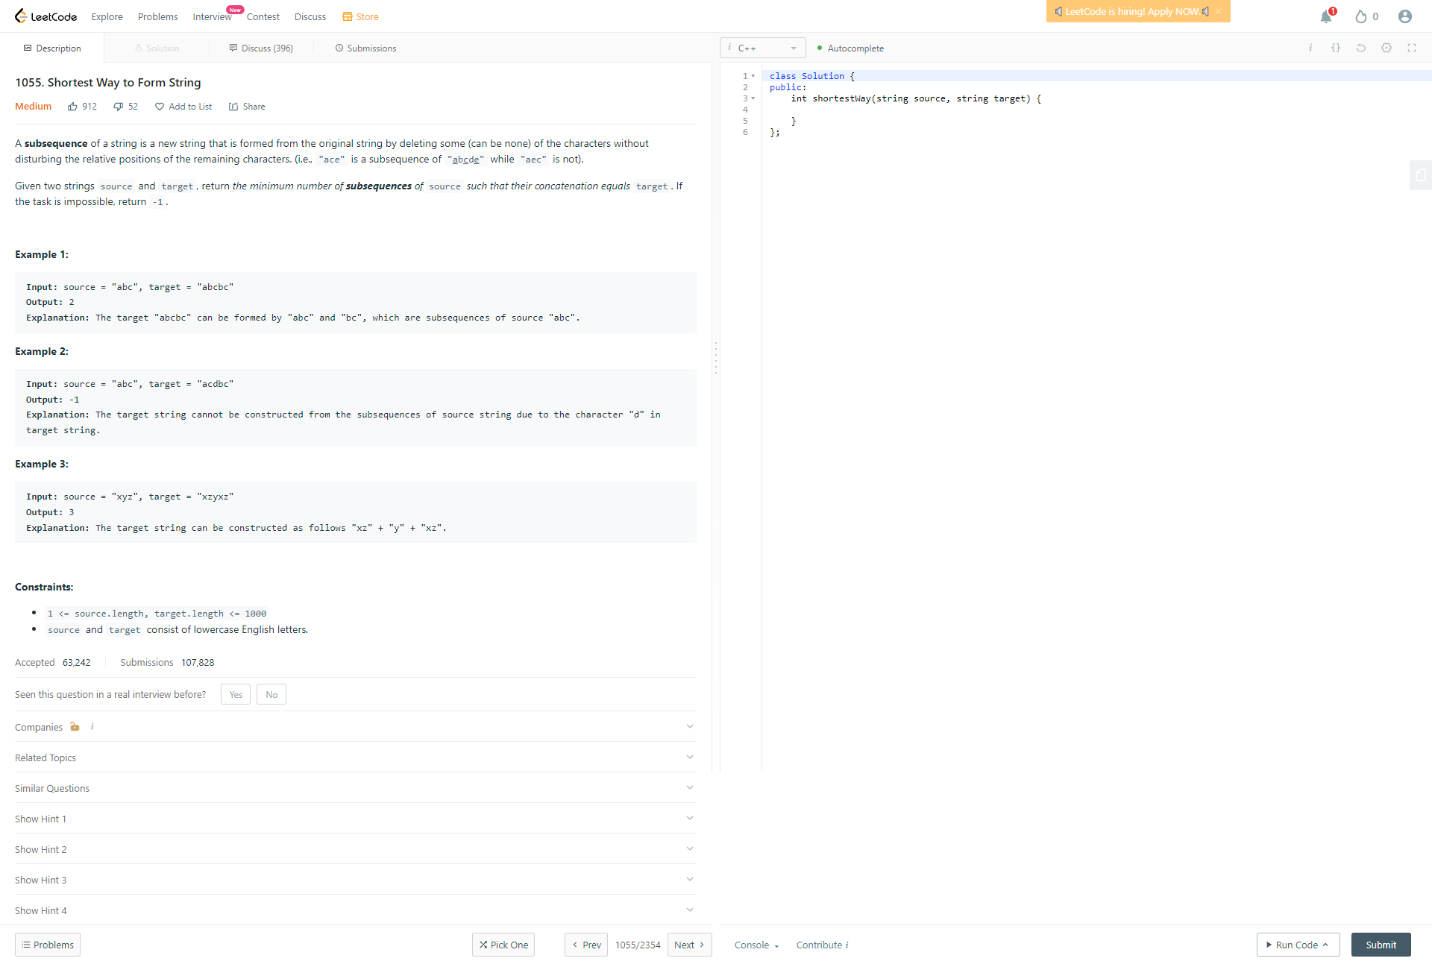 LeetCode Explore Problems Interview New Contest Discuss Store
LeetCode is hiring! Apply NOW.
1
0
Description Solution Discuss (396) Submissions
i C++ Autocomplete
i {}
1055. Shortest Way to Form String
Medium 912 52 Add to List Share
A subsequence of a string is a new string that is formed from the original string by deleting some (can be none) of the characters without
disturbing the relative positions of the remaining characters. (i.e., "ace" is a subsequence of "abcde" while "aec" is not).
Given two strings source and target, return the minimum number of subsequences of source such that their concatenation equals target. If
the task is impossible, return -1.
Example 1:
Input: source = "abc", target = "abcbc"
Output: 2
Explanation: The target "abcbc" can be formed by "abc" and "bc", which are subsequences of source "abc".
Example 2:
Input: source = "abc", target = "acdbc"
Output: -1
Explanation: The target string cannot be constructed from the subsequences of source string due to the character "d" in
target string.
Example 3:
Input: source = "xyz", target = "xzyxz"
Output: 3
Explanation: The target string can be constructed as follows "xz" + "y" + "xz".
Constraints:
• 1 <= source.length, target.length <= 1000
• source and target consist of lowercase English letters.
Accepted 63,242 Submissions 107,828
Seen this question in a real interview before? Yes No
Companies i
Related Topics
Similar Questions
Show Hint 1
Show Hint 2
Show Hint 3
Show Hint 4
Problems Pick One Prev 1055/2354 Next
1 class Solution {
2 public:
3 int shortestWay(string source, string target) {
4
5 }
6 };
Console Contribute i Run Code Submit